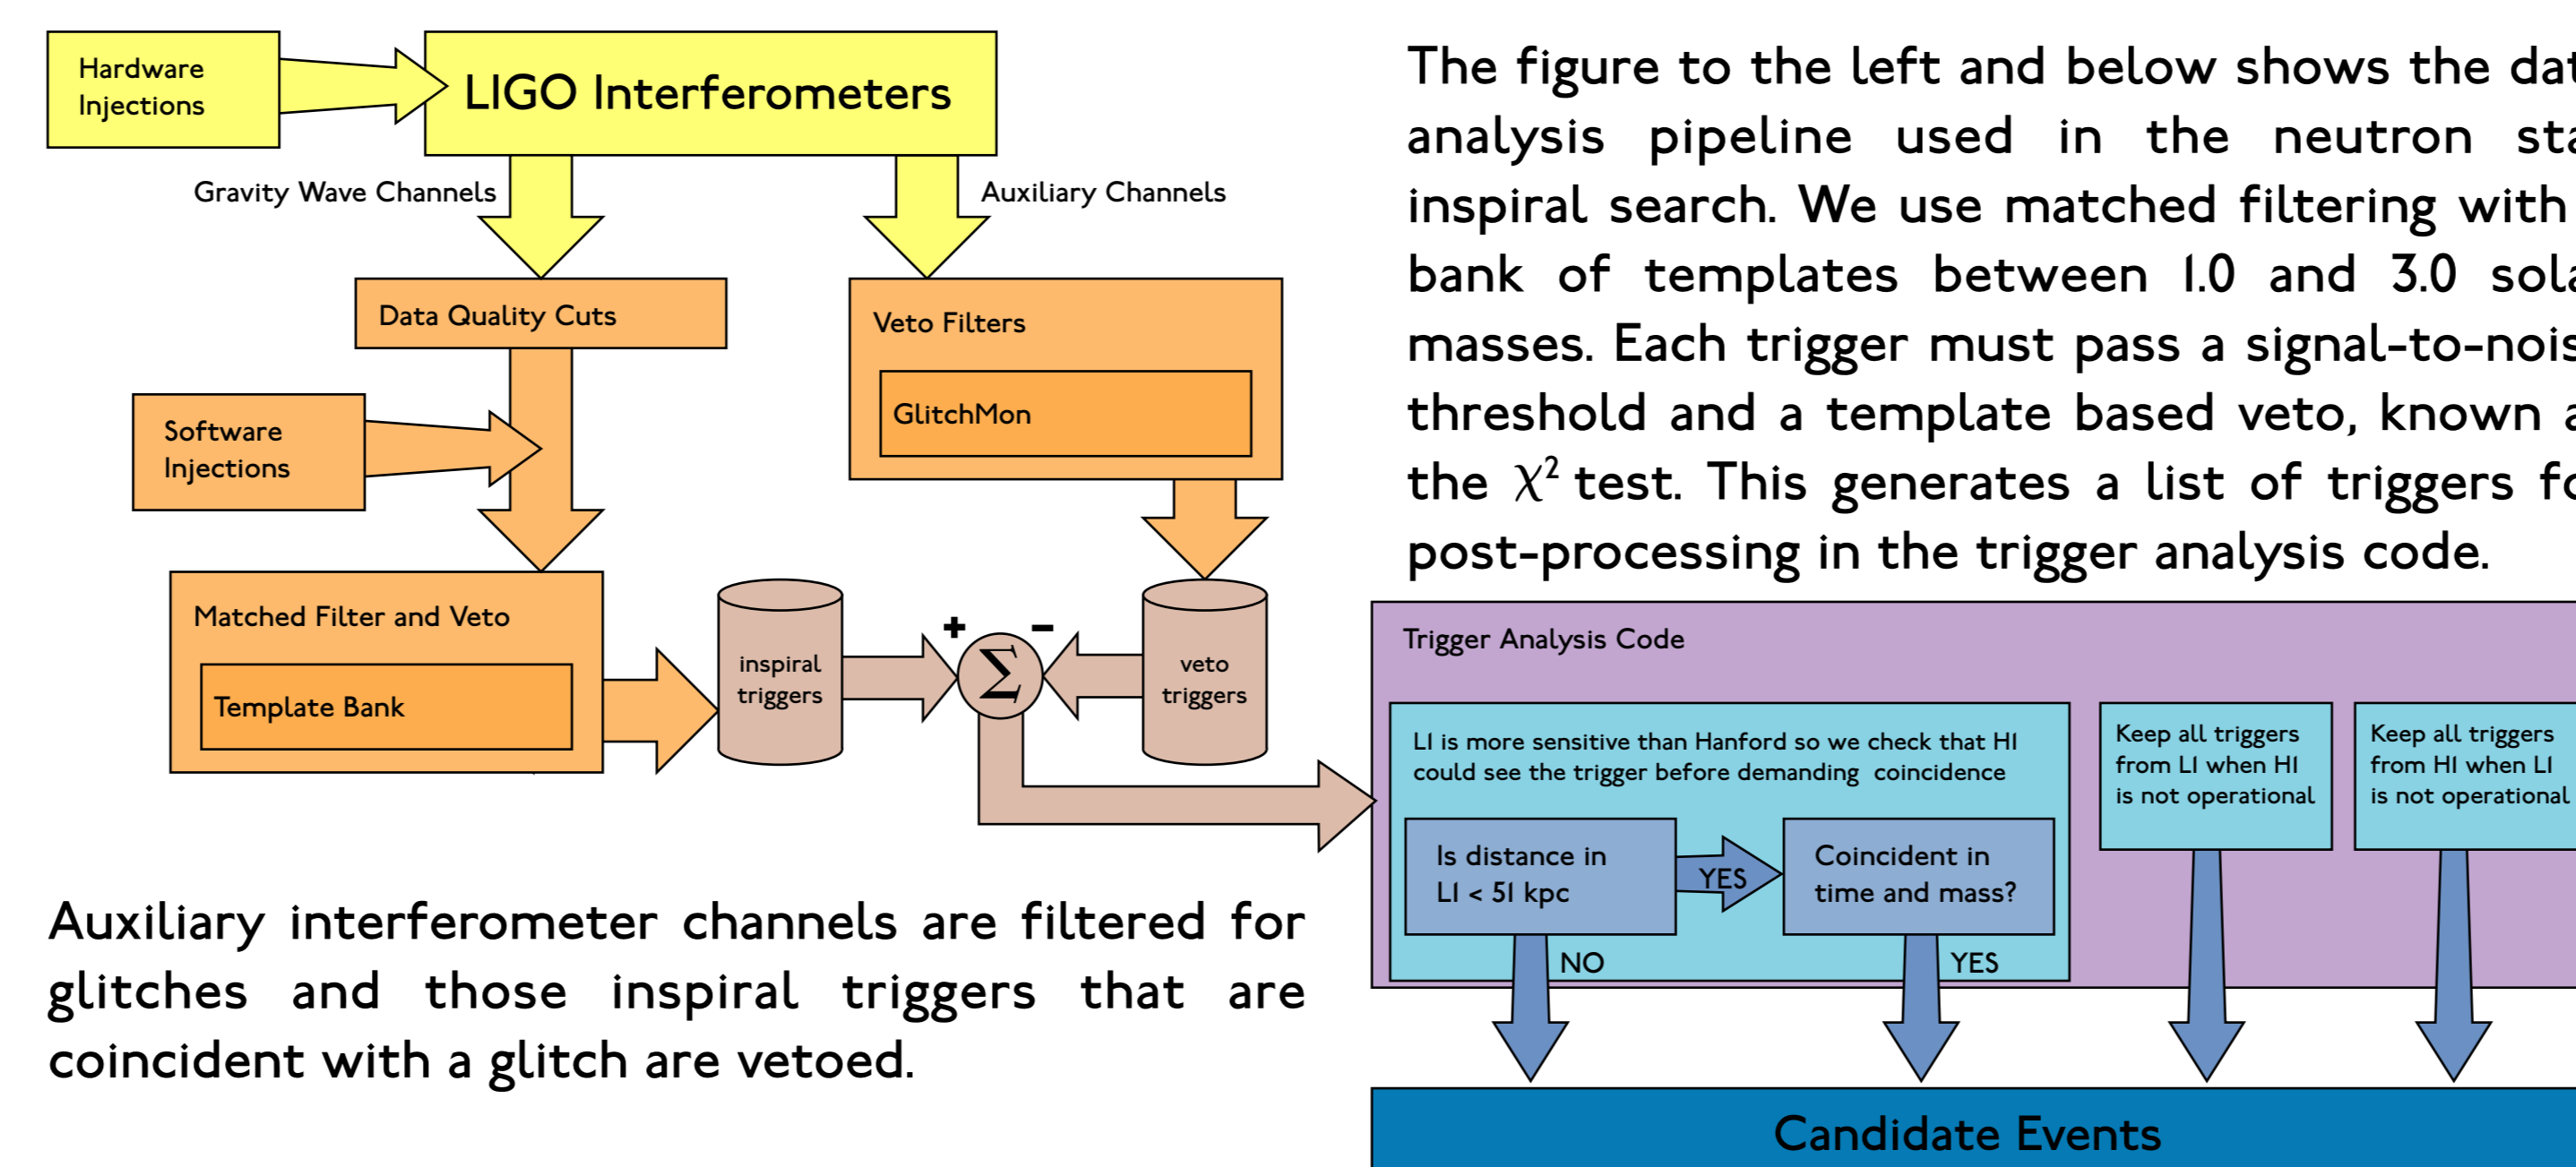 Hardware
Injections
LIGO Interferometers
Gravity Wave Channels
Auxiliary Channels
Data Quality Cuts
Veto Filters
GlitchMon
Software
Injections
Matched Filter and Veto
Template Bank
inspiral
triggers
+
Σ
−
veto
triggers
The figure to the left and below shows the dat
analysis pipeline used in the neutron sta
inspiral search. We use matched filtering with
bank of templates between 1.0 and 3.0 sola
masses. Each trigger must pass a signal-to-nois
threshold and a template based veto, known a
the χ² test. This generates a list of triggers fo
post-processing in the trigger analysis code.
Trigger Analysis Code
L1 is more sensitive than Hanford so we check that H1
could see the trigger before demanding coincidence
Is distance in
L1 < 51 kpc
YES
Coincident in
time and mass?
NO
YES
Keep all triggers
from L1 when H1
is not operational
Keep all triggers
from H1 when L1
is not operational
Auxiliary interferometer channels are filtered for
glitches and those inspiral triggers that are
coincident with a glitch are vetoed.
Candidate Events